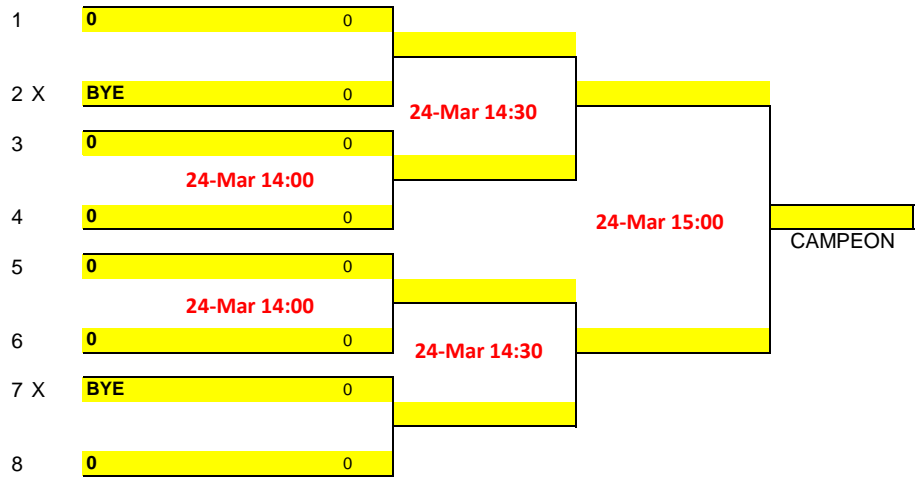 1 0 0
2 X BYE 0
24-Mar 14:30
3 0 0
24-Mar 14:00
4 0 0
24-Mar 15:00
CAMPEON
5 0 0
24-Mar 14:00
6 0 0
24-Mar 14:30
7 X BYE 0
8 0 0